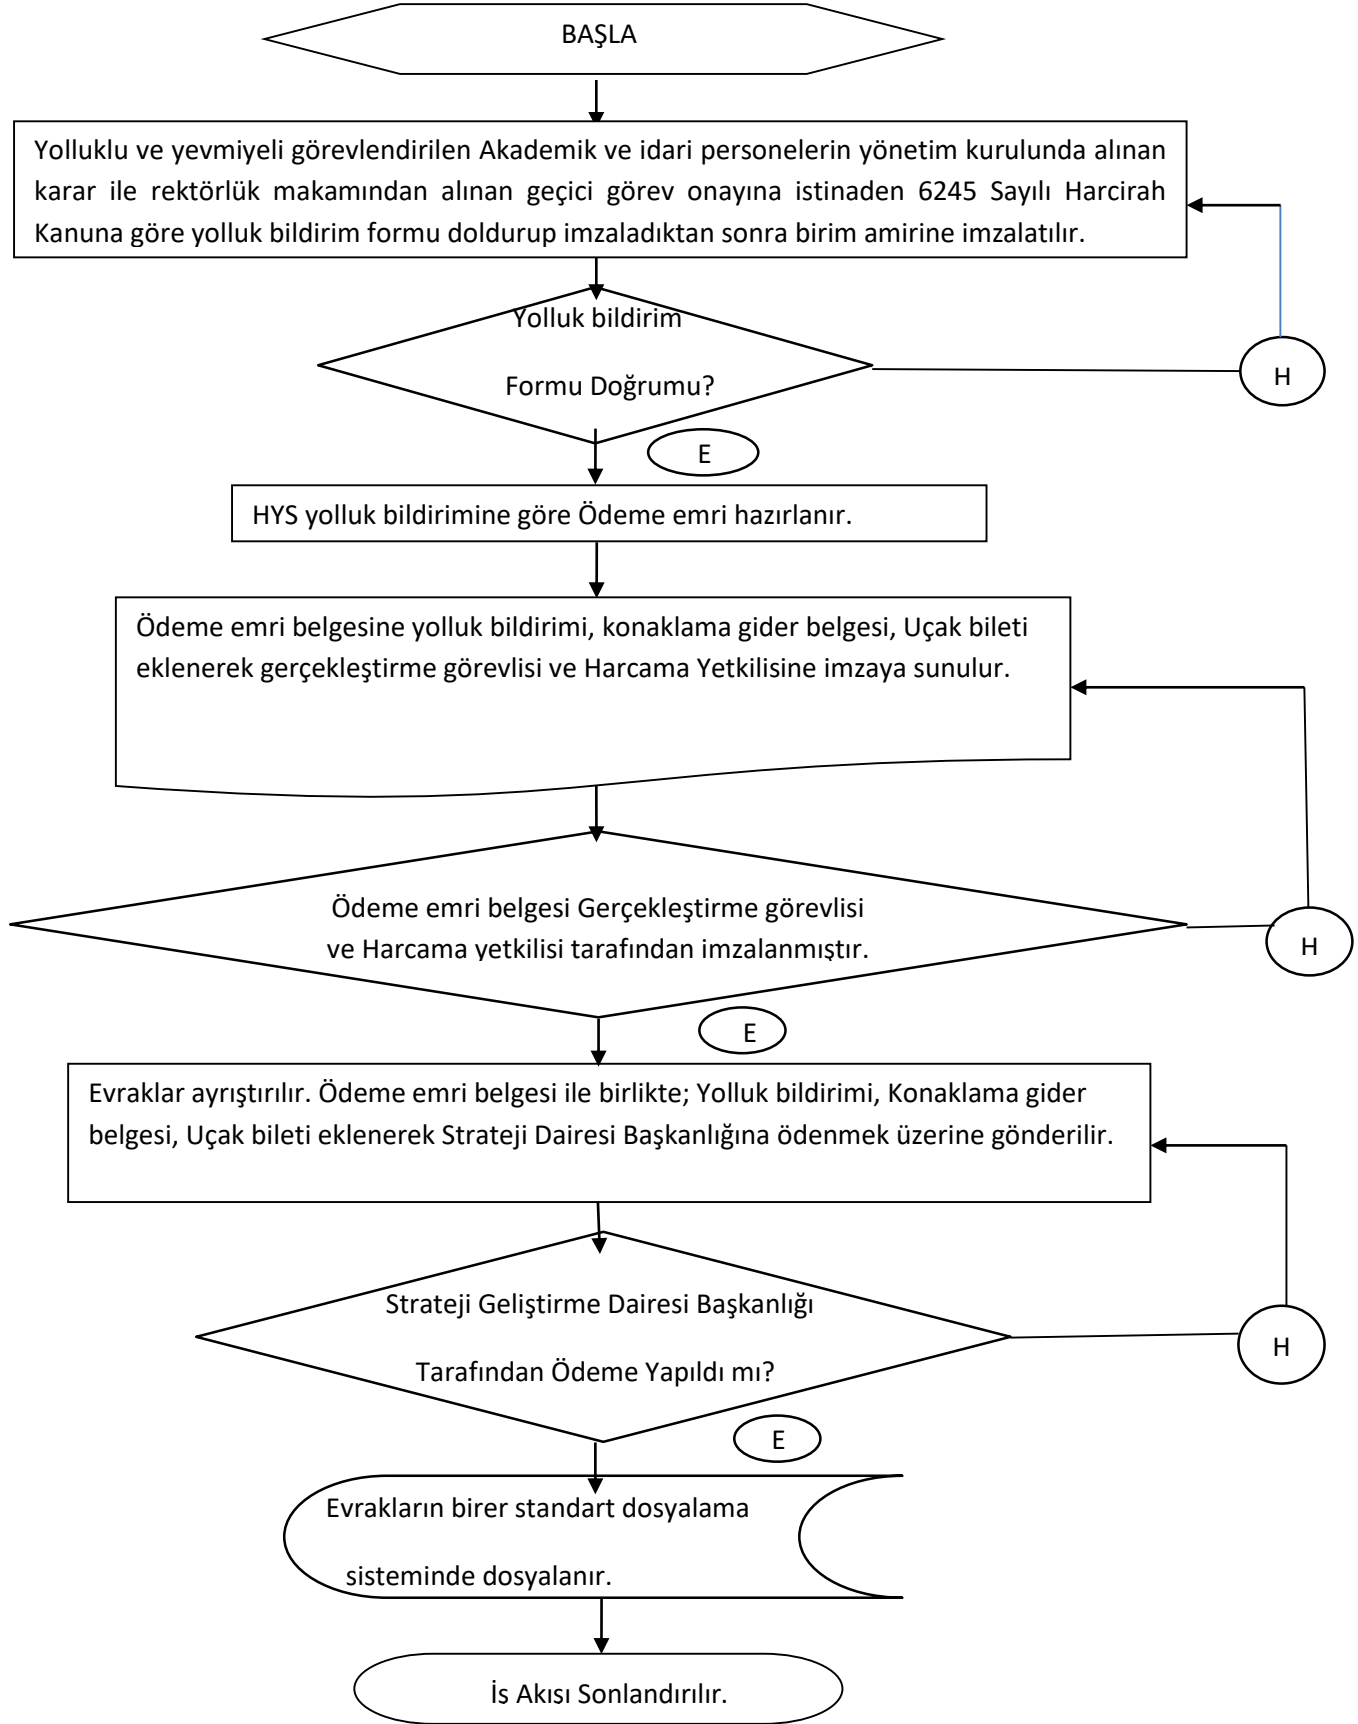 BAŞLA
Yolluklu ve yevmiyeli görevlendirilen Akademik ve idari personelerin yönetim kurulunda alınan
karar ile rektörlük makamından alınan geçici görev onayına istinaden 6245 Sayılı Harcirah
Kanuna göre yolluk bildirim formu doldurup imzaladıktan sonra birim amirine imzalatılır.
Yolluk bildirim
Formu Doğrumu?
H
E
HYS yolluk bildirimine göre Ödeme emri hazırlanır.
Ödeme emri belgesine yolluk bildirimi, konaklama gider belgesi, Uçak bileti
eklenerek gerçekleştirme görevlisi ve Harcama Yetkilisine imzaya sunulur.
Ödeme emri belgesi Gerçekleştirme görevlisi
ve Harcama yetkilisi tarafından imzalanmıştır.
H
E
Evraklar ayrıştırılır. Ödeme emri belgesi ile birlikte; Yolluk bildirimi, Konaklama gider
belgesi, Uçak bileti eklenerek Strateji Dairesi Başkanlığına ödenmek üzerine gönderilir.
Strateji Geliştirme Dairesi Başkanlığı
Tarafından Ödeme Yapıldı mı?
H
E
Evrakların birer standart dosyalama
sisteminde dosyalanır.
İs Akısı Sonlandırılır.